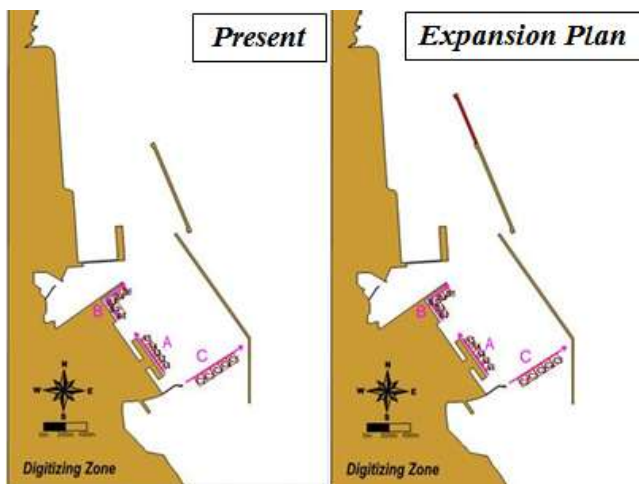 Present
Expansion Plan
A
B
C
N
W E
S
Digitizing Zone
A
B
C
N
W E
S
Digitizing Zone